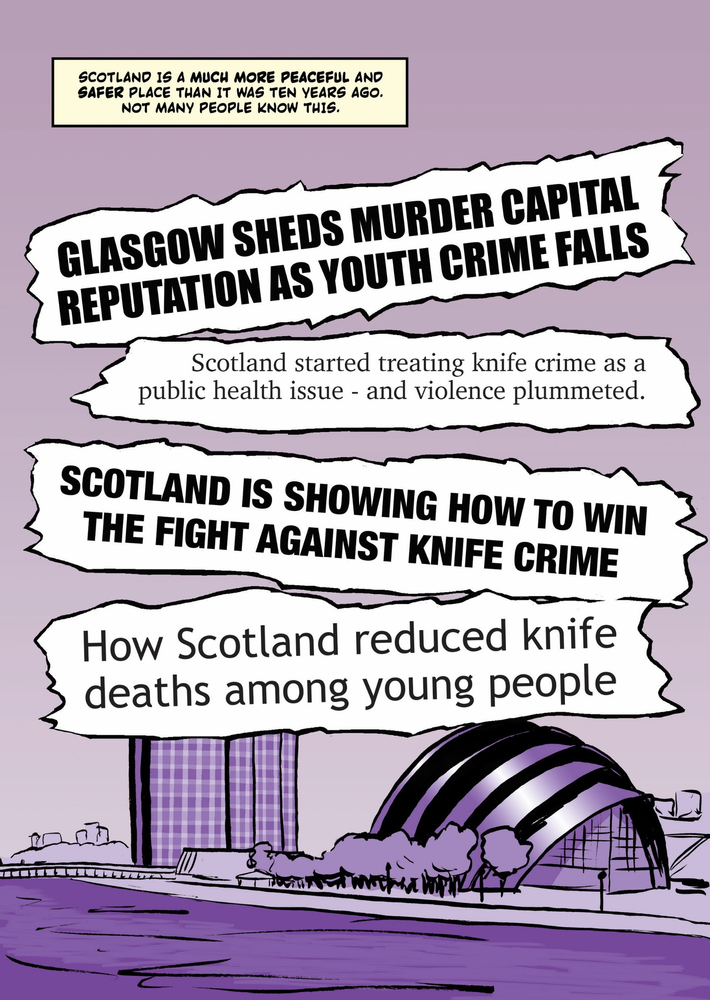 SCOTLAND IS A MUCH MORE PEACEFUL AND
SAFER PLACE THAN IT WAS TEN YEARS AGO.
NOT MANY PEOPLE KNOW THIS.
GLASGOW SHEDS MURDER CAPITAL
REPUTATION AS YOUTH CRIME FALLS
Scotland started treating knife crime as a
public health issue - and violence plummeted.
SCOTLAND IS SHOWING HOW TO WIN
THE FIGHT AGAINST KNIFE CRIME
How Scotland reduced knife
deaths among young people